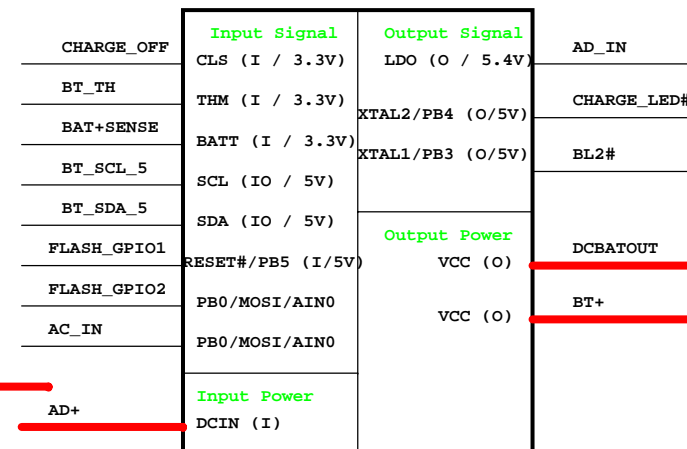 CHARGE_OFF
BT_TH
BAT+SENSE
BT_SCL_5
BT_SDA_5
FLASH_GPIO1
FLASH_GPIO2
AC_IN
AD+
Input Signal
CLS (I / 3.3V)
THM (I / 3.3V)
BATT (I / 3.3V)
SCL (IO / 5V)
SDA (IO / 5V)
RESET#/PB5 (I/5V)
PB0/MOSI/AIN0
PB0/MOSI/AIN0
Input Power
DCIN (I)
Output Signal
LDO (O / 5.4V)
XTAL2/PB4 (O/5V)
XTAL1/PB3 (O/5V)
Output Power
VCC (O)
VCC (O)
AD_IN
CHARGE_LED#
BL2#
DCBATOUT
BT+